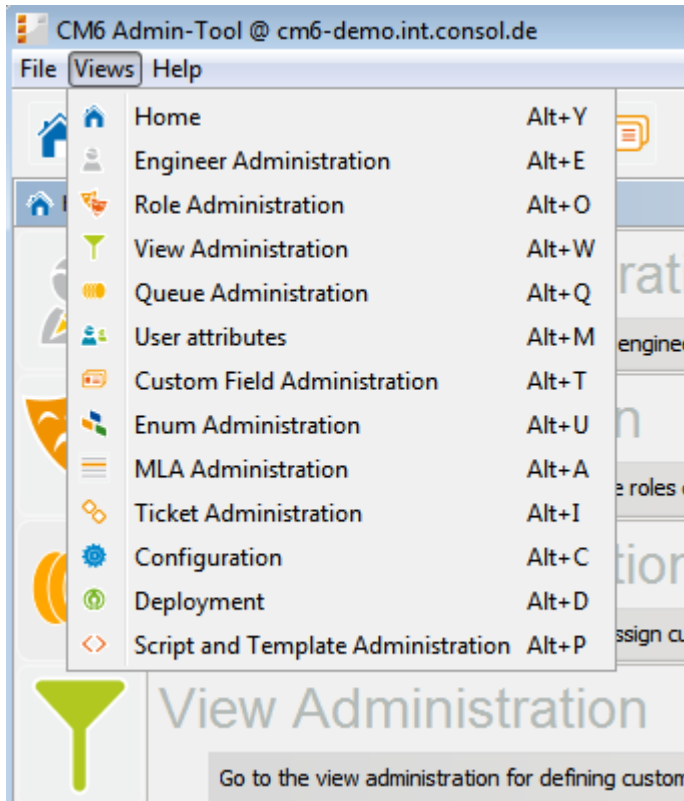 CM6 Admin-Tool @ cm6-demo.int.consol.de
File Views Help
Home Alt+Y
Engineer Administration Alt+E
Role Administration Alt+O
View Administration Alt+W
Queue Administration Alt+Q
User attributes Alt+M
Custom Field Administration Alt+T
Enum Administration Alt+U
MLA Administration Alt+A
Ticket Administration Alt+I
Configuration Alt+C
Deployment Alt+D
Script and Template Administration Alt+P
View Administration
Go to the view administration for defining custom